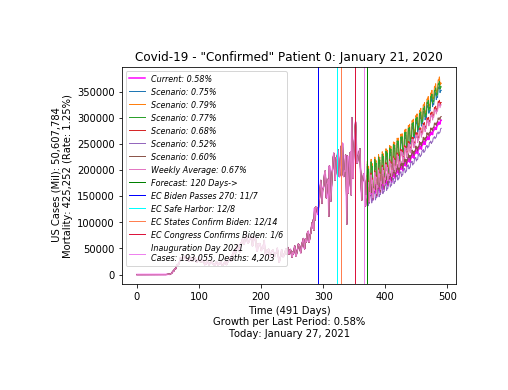 Covid-19 - "Confirmed" Patient 0: January 21, 2020
US Cases (Mil): 50,607,784
Mortality: 425,252 (Rate: 1.25%)
350000
300000
250000
200000
150000
100000
50000
0
Current: 0.58%
Scenario: 0.75%
Scenario: 0.79%
Scenario: 0.77%
Scenario: 0.68%
Scenario: 0.52%
Scenario: 0.60%
Weekly Average: 0.67%
Forecast: 120 Days->
EC Biden Passes 270: 11/7
EC Safe Harbor: 12/8
EC States Confirm Biden: 12/14
EC Congress Confirms Biden: 1/6
Inauguration Day 2021
Cases: 193,055, Deaths: 4,203
0 100 200 300 400 500
Time (491 Days)
Growth per Last Period: 0.58%
Today: January 27, 2021